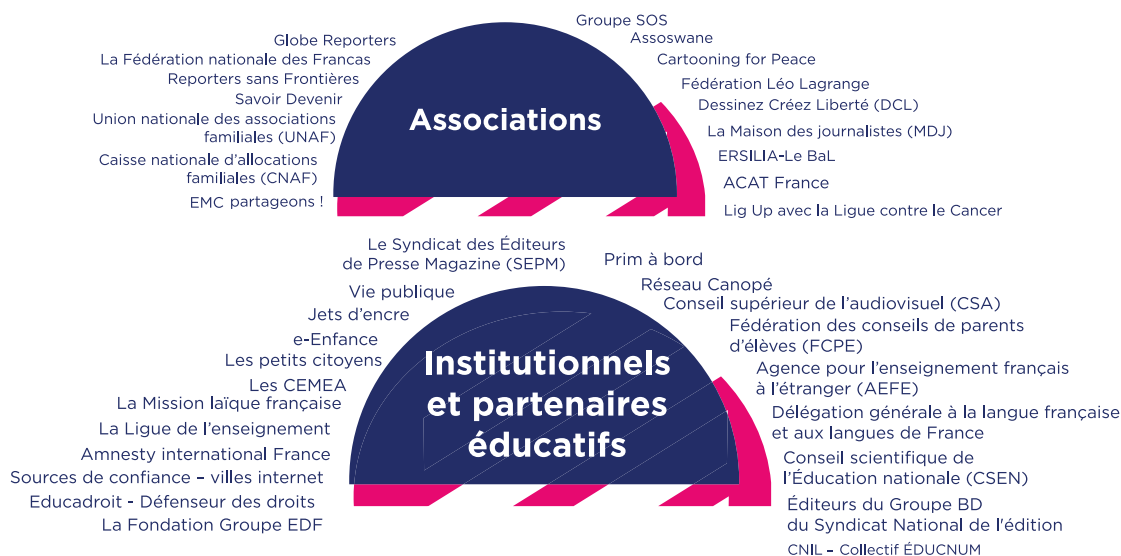 Globe Reporters
La Fédération nationale des Francas
Reporters sans Frontières
Savoir Devenir
Union nationale des associations
familiales (UNAF)
Caisse nationale d'allocations
familiales (CNAF)
EMC partageons !
Associations
Groupe SOS
Assoswane
Cartooning for Peace
Fédération Léo Lagrange
Dessinez Créez Liberté (DCL)
La Maison des journalistes (MDJ)
ERSILIA-Le BaL
ACAT France
Lig Up avec la Ligue contre le Cancer
Le Syndicat des Éditeurs
de Presse Magazine (SEPM)
Vie publique
Jets d'encre
e-Enfance
Les petits citoyens
Les CEMEA
La Mission laïque française
La Ligue de l'enseignement
Amnesty international France
Sources de confiance – villes internet
Educadroit - Défenseur des droits
La Fondation Groupe EDF
Institutionnels
et partenaires
éducatifs
Prim à bord
Réseau Canopé
Conseil supérieur de l'audiovisuel (CSA)
Fédération des conseils de parents
d'élèves (FCPE)
Agence pour l'enseignement français
à l'étranger (AEFE)
Délégation générale à la langue française
et aux langues de France
Conseil scientifique de
l'Éducation nationale (CSEN)
Éditeurs du Groupe BD
du Syndicat National de l'édition
CNIL – Collectif ÉDUCNUM